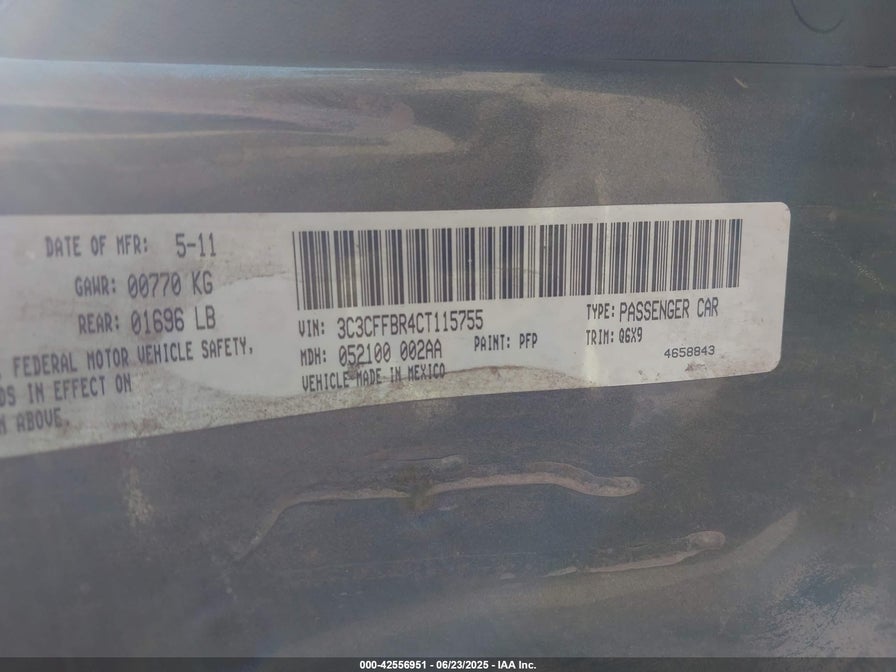 DATE OF MFR: 5-11
GAWR: 00770 KG
REAR: 01696 LB
FEDERAL MOTOR VEHICLE SAFETY,
DS IN EFFECT ON
N ABOVE.
VIN: 3C3CFFBR4CT115755
TYPE: PASSENGER CAR
MDH: 052100 002AA
PAINT: PFP
TRIM: Q6X9
VEHICLE MADE IN MEXICO
4658843
000-42556951 - 06/23/2025 - IAA Inc.